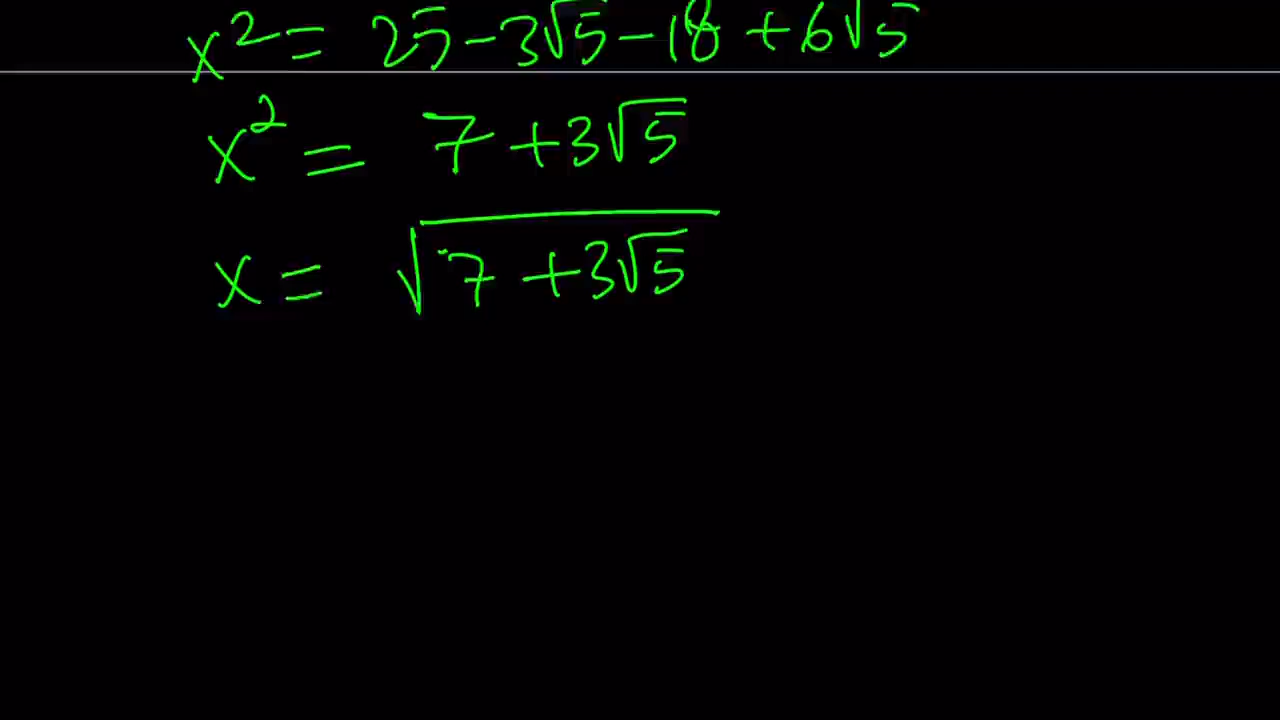 x² = 25 - 3√5 - 18 + 6√5
x² = 7 + 3√5
x = √(7 + 3√5)